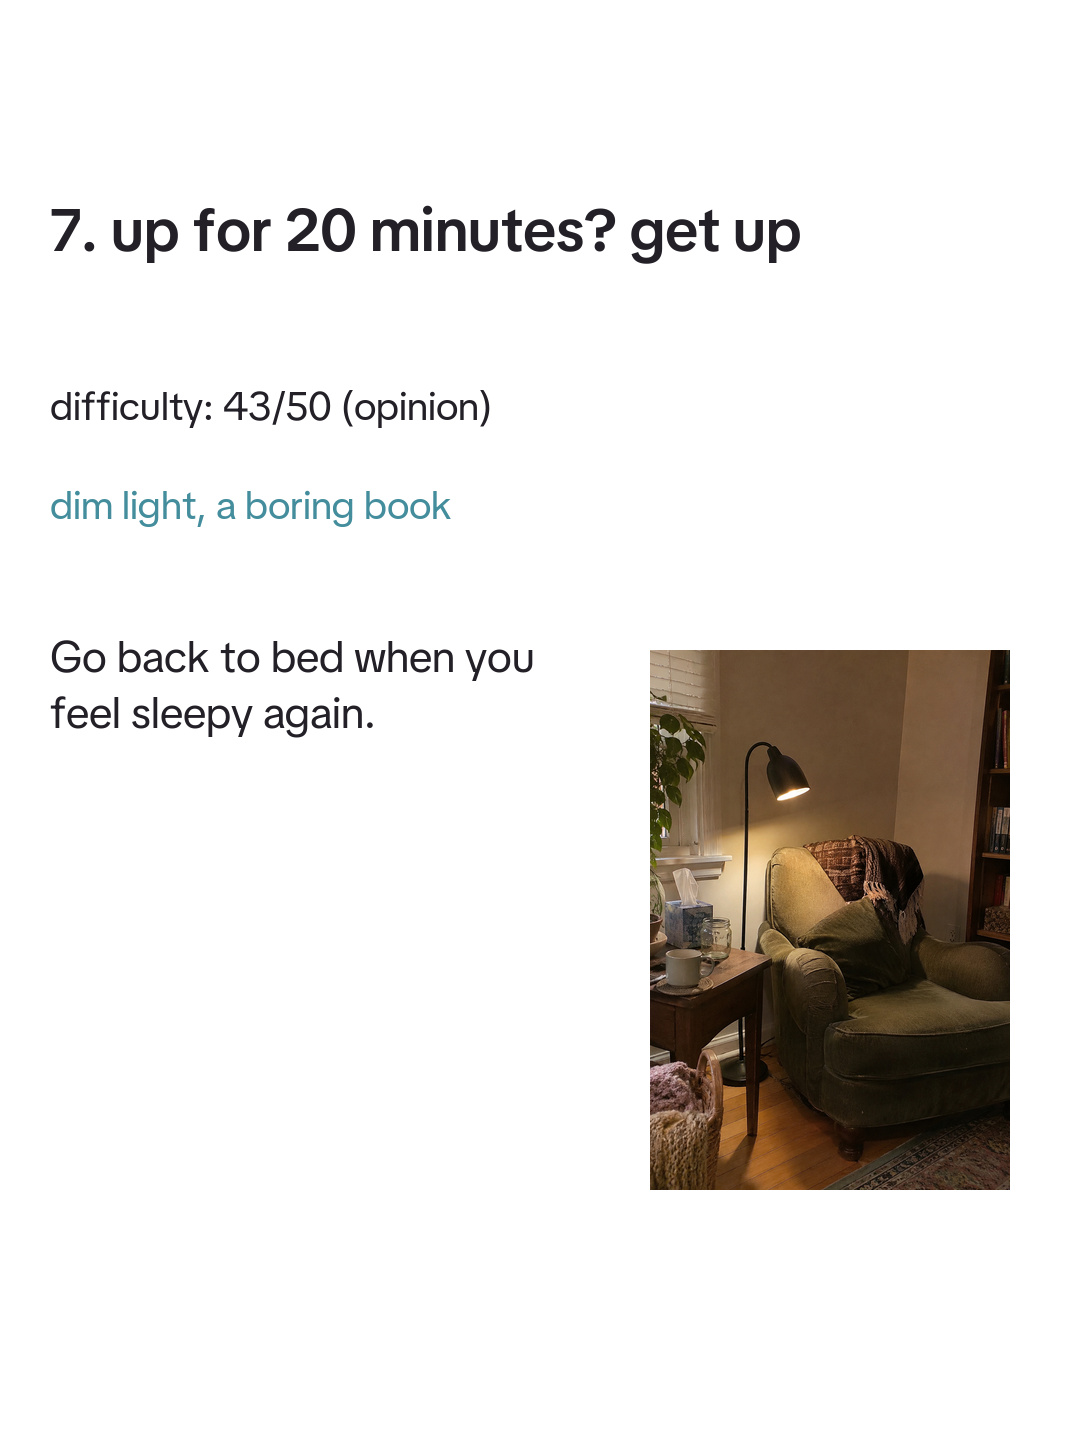 7. up for 20 minutes? get up
difficulty: 43/50 (opinion)
dim light, a boring book
Go back to bed when you
feel sleepy again.